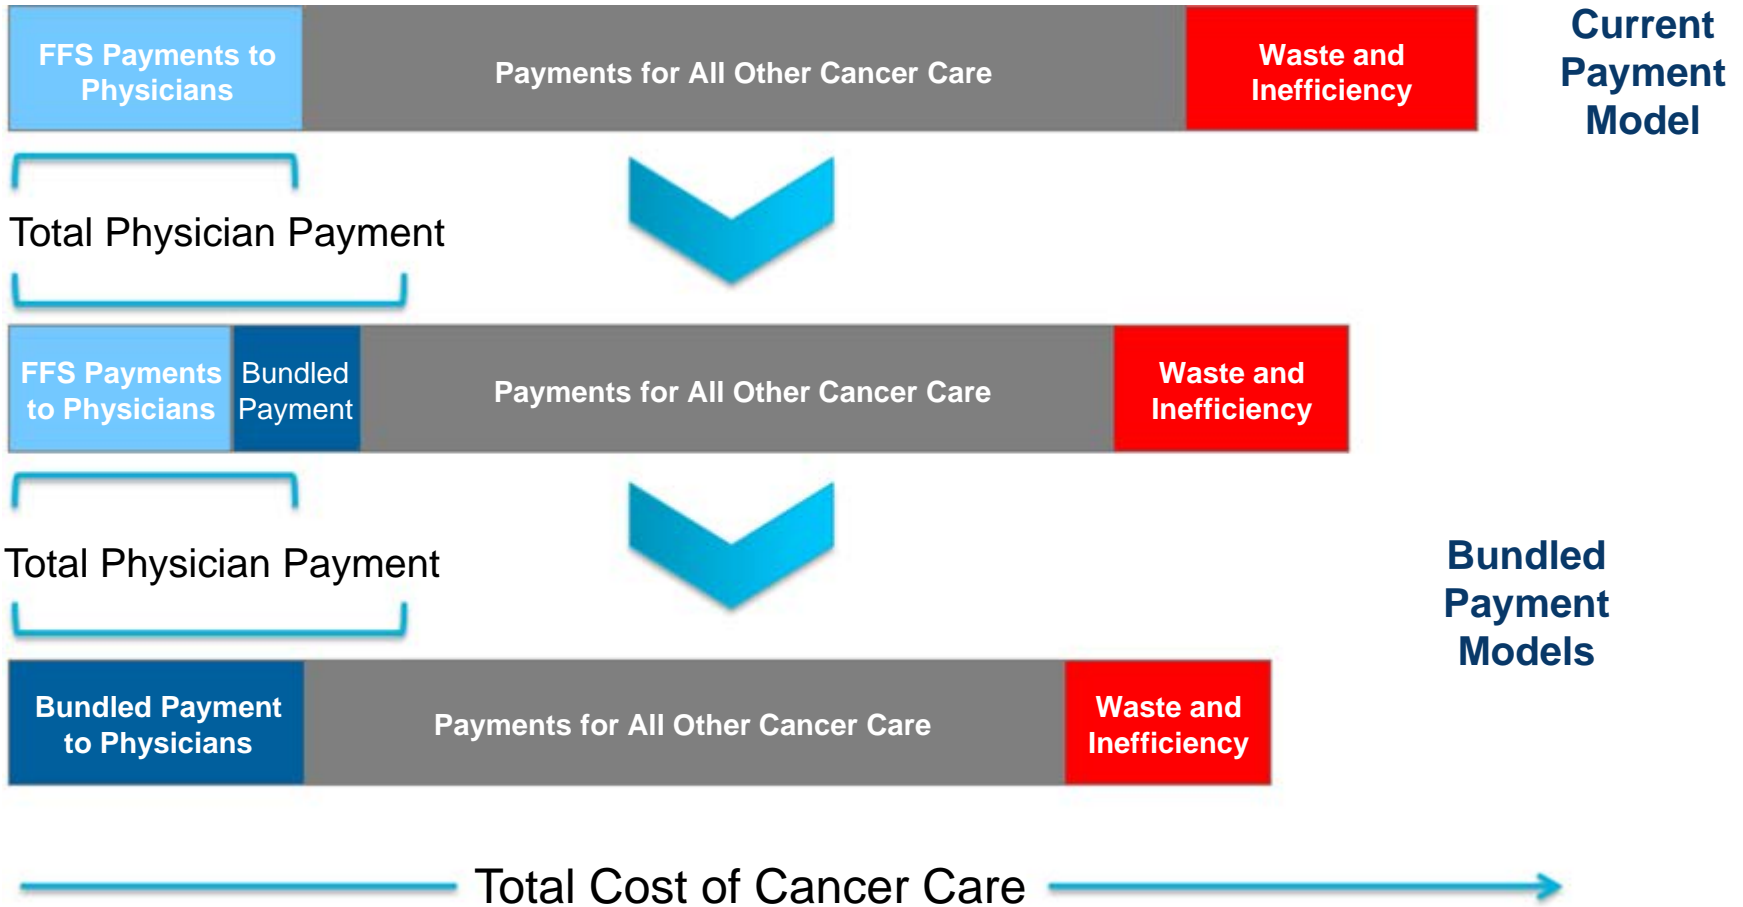 FFS Payments to
Physicians
Payments for All Other Cancer Care
Waste and
Inefficiency
Current
Payment
Model
Total Physician Payment
FFS Payments
to Physicians
Bundled
Payment
Payments for All Other Cancer Care
Waste and
Inefficiency
Total Physician Payment
Bundled
Payment
Models
Bundled Payment
to Physicians
Payments for All Other Cancer Care
Waste and
Inefficiency
Total Cost of Cancer Care